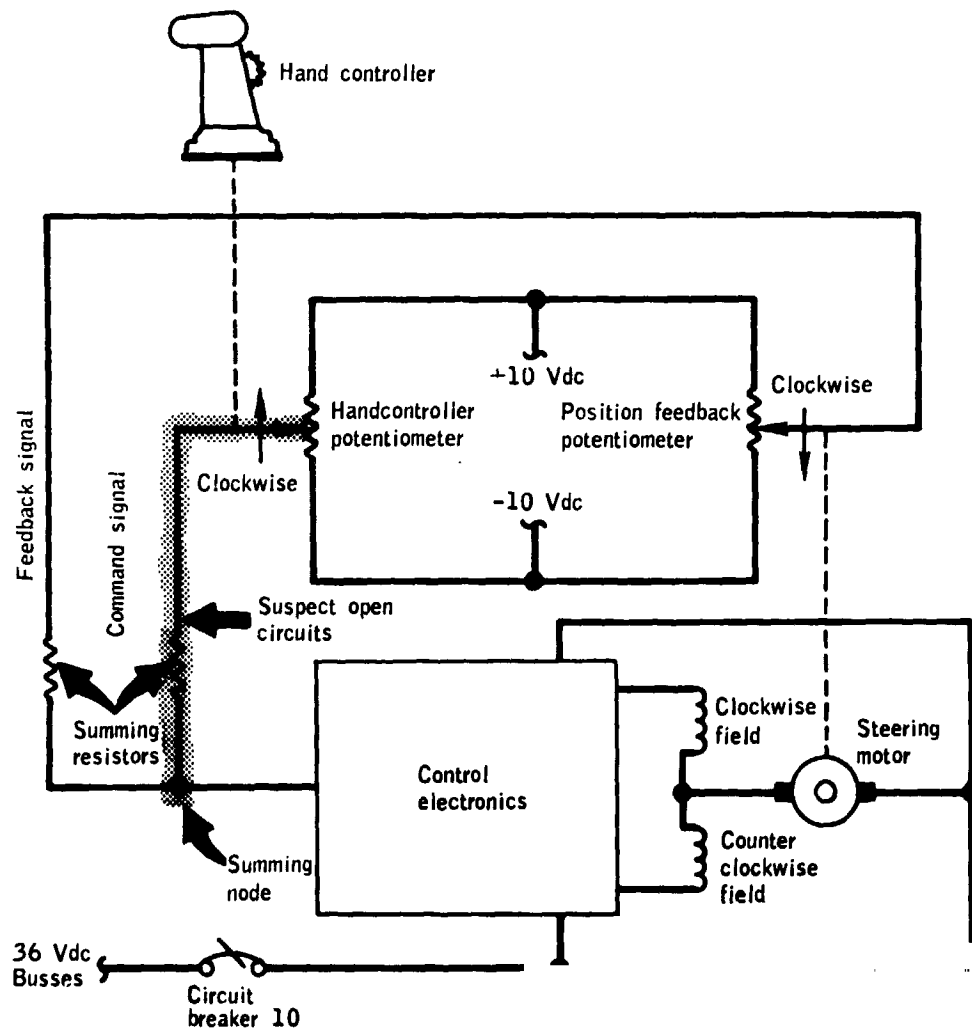 Hand controller
+10 Vdc
Clockwise
Handcontroller
potentiometer
Position feedback
potentiometer
Clockwise
-10 Vdc
Feedback signal
Command signal
Suspect open
circuits
Summing
resistors
Clockwise
field
Steering
motor
Control
electronics
Counter
clockwise
field
Summing
node
36 Vdc
Busses
Circuit
breaker 10